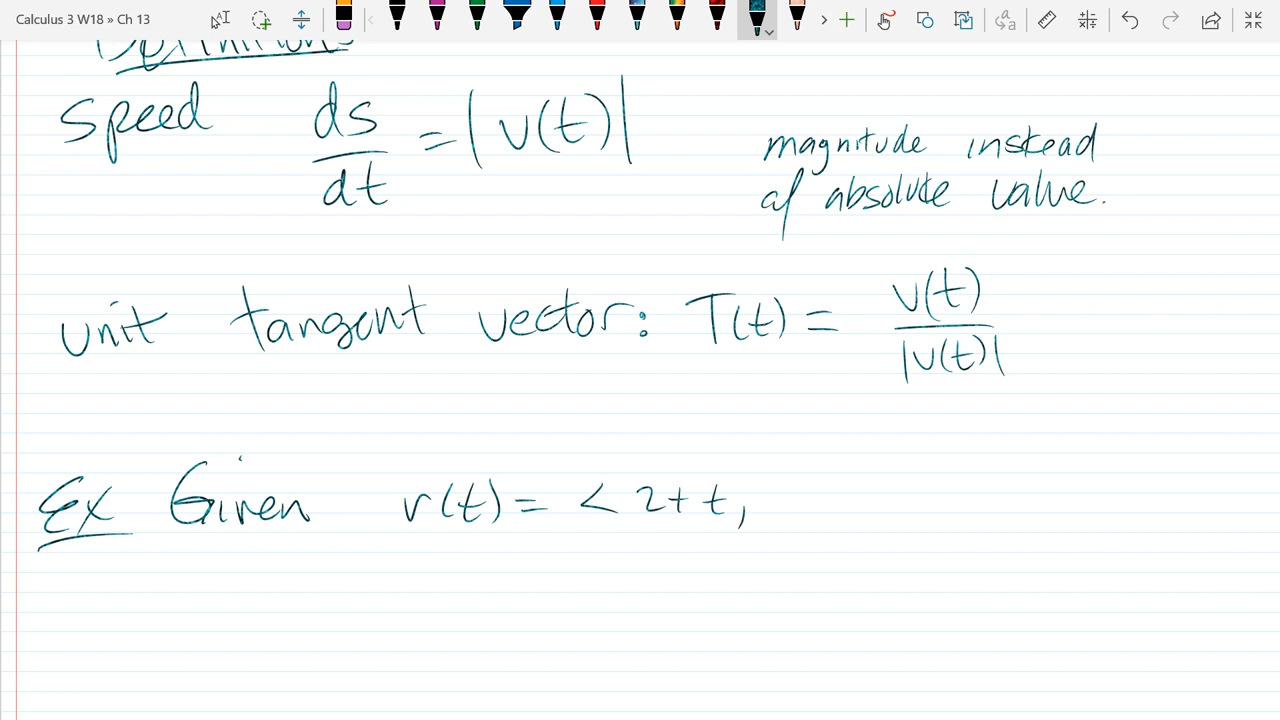 Calculus 3 W18 » Ch 13
Definitions
speed ds/dt = |v(t)|
magnitude instead
of absolute value.
unit tangent vector: T(t) = v(t)/|v(t)|
Ex Given r(t) = < 2 + t,